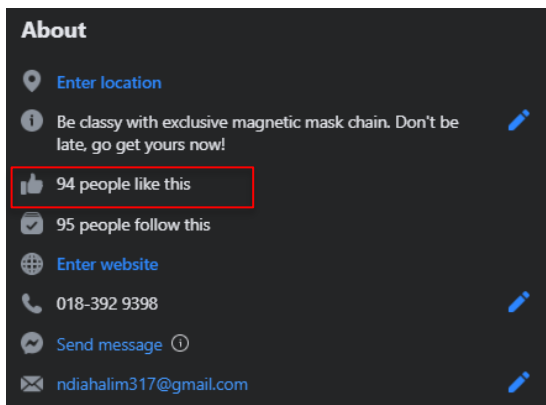 About
Enter location
Be classy with exclusive magnetic mask chain. Don't be
late, go get yours now!
94 people like this
95 people follow this
Enter website
018-392 9398
Send message
ndiahalim317@gmail.com